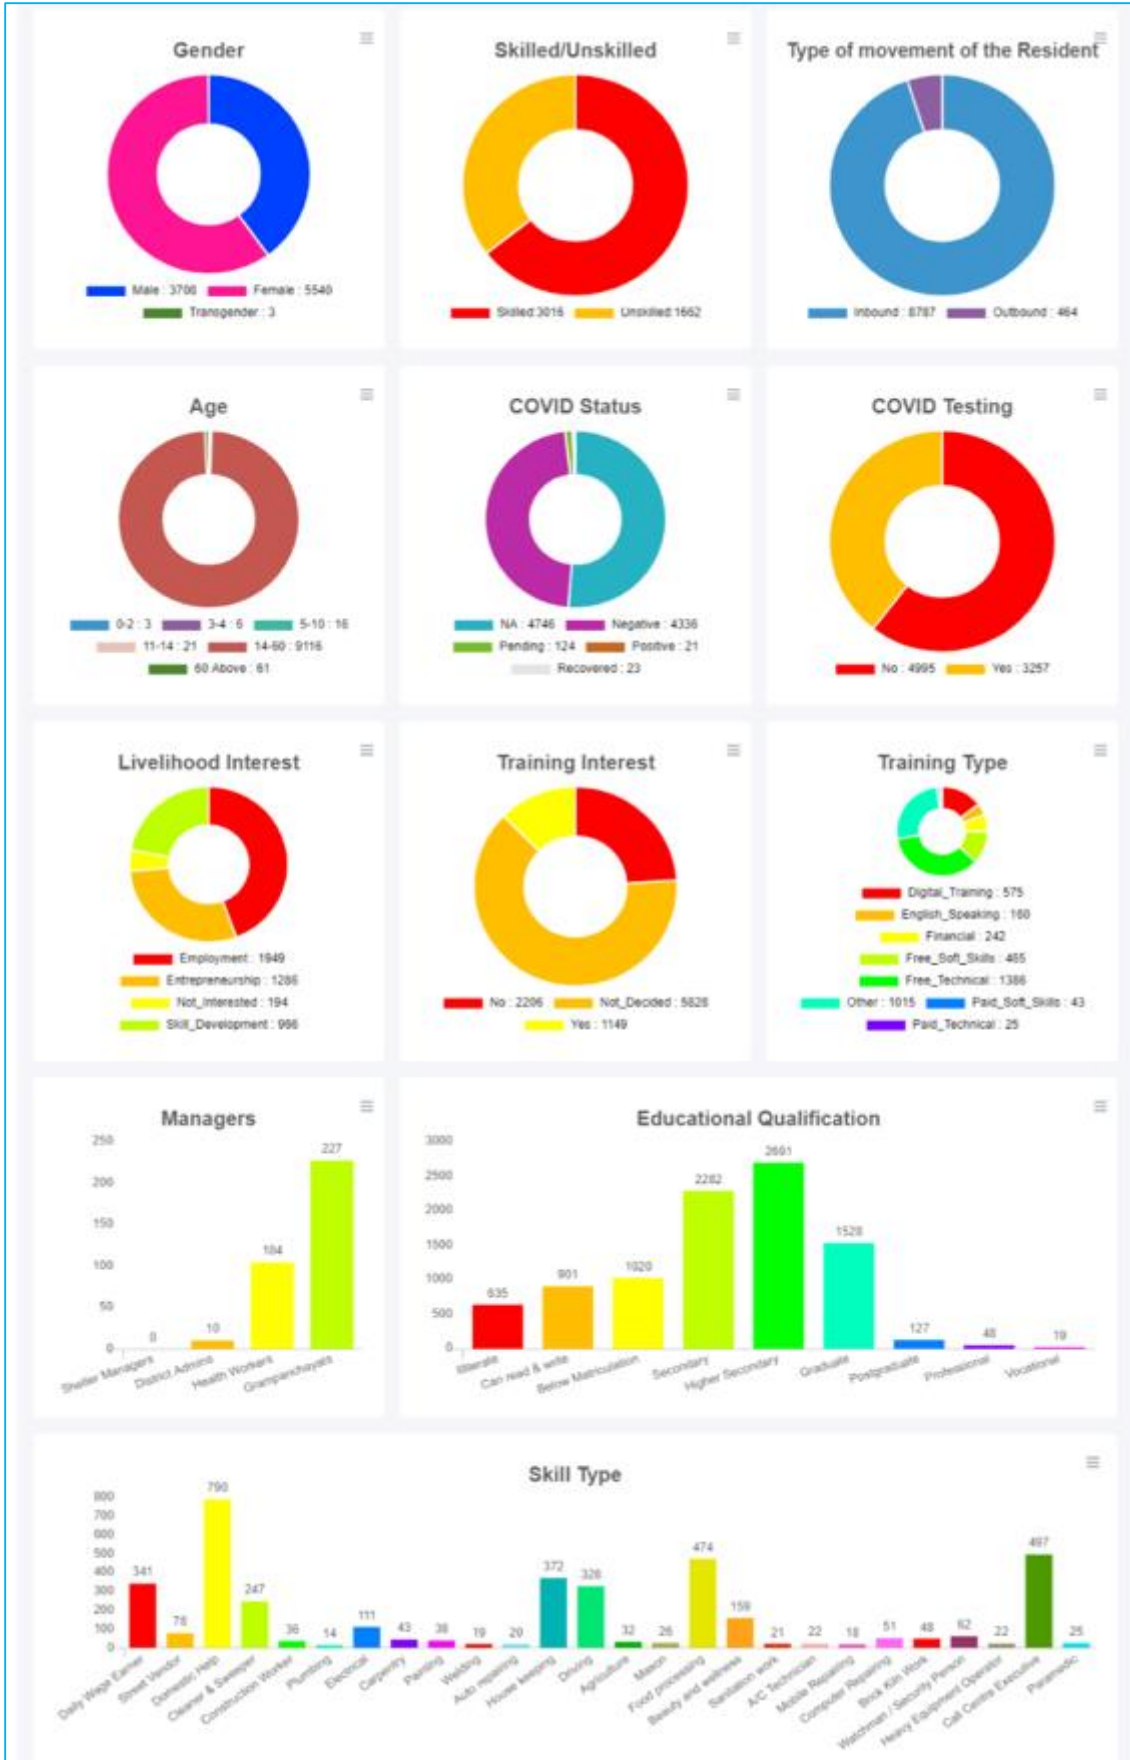 Gender
Male : 3708 Female : 5540
Transgender : 3
Skilled/Unskilled
Skilled:3016 Unskilled:1662
Type of movement of the Resident
Inbound : 8787 Outbound : 464
Age
0-2 : 3 3-4 : 6 5-10 : 16
11-14 : 21 14-60 : 9116
60 Above : 61
COVID Status
NA : 4746 Negative : 4336
Pending : 124 Positive : 21
Recovered : 23
COVID Testing
No : 4995 Yes : 3257
Livelihood Interest
Employment : 1949
Entrepreneurship : 1286
Not_Interested : 194
Skill_Development : 966
Training Interest
No : 2206 Not_Decided : 5828
Yes : 1149
Training Type
Digital_Training : 575
English_Speaking : 160
Financial : 242
Free_Soft_Skills : 465
Free_Technical : 1386
Other : 1015 Paid_Soft_Skills : 43
Paid_Technical : 25
Managers
250
200
150
100
50
0
0
10
104
227
Shelter Managers
District Admins
Health Workers
Grampanchayats
Educational Qualification
3000
2500
2000
1500
1000
500
0
635
901
1020
2282
2691
1528
127
48
19
Illiterate
Can read & write
Below Matriculation
Secondary
Higher Secondary
Graduate
Postgraduate
Professional
Vocational
Skill Type
800
700
600
500
400
300
200
100
0
341
78
790
247
36
14
111
43
38
19
20
372
328
32
26
474
159
21
22
18
51
48
62
22
497
25
Daily Wage Earner
Street Vendor
Domestic Help
Cleaner & Sweeper
Construction Worker
Plumbing
Electrical
Carpentry
Painting
Welding
Auto repairing
House keeping
Driving
Agriculture
Mason
Food processing
Beauty and wellness
Sanitation work
A/C Technician
Mobile Repairing
Computer Repairing
Brick Kiln Work
Watchman / Security Person
Heavy Equipment Operator
Call Centre Executive
Paramedic